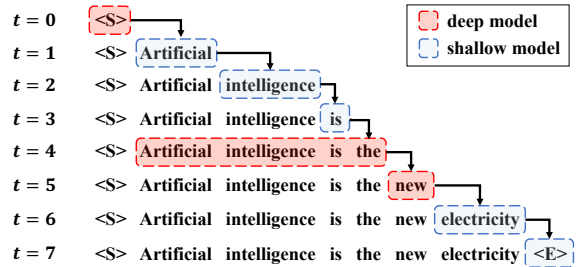 t = 0 <S>
t = 1 <S> Artificial
t = 2 <S> Artificial intelligence
t = 3 <S> Artificial intelligence is
t = 4 <S> Artificial intelligence is the
t = 5 <S> Artificial intelligence is the new
t = 6 <S> Artificial intelligence is the new electricity
t = 7 <S> Artificial intelligence is the new electricity <E>
deep model
shallow model